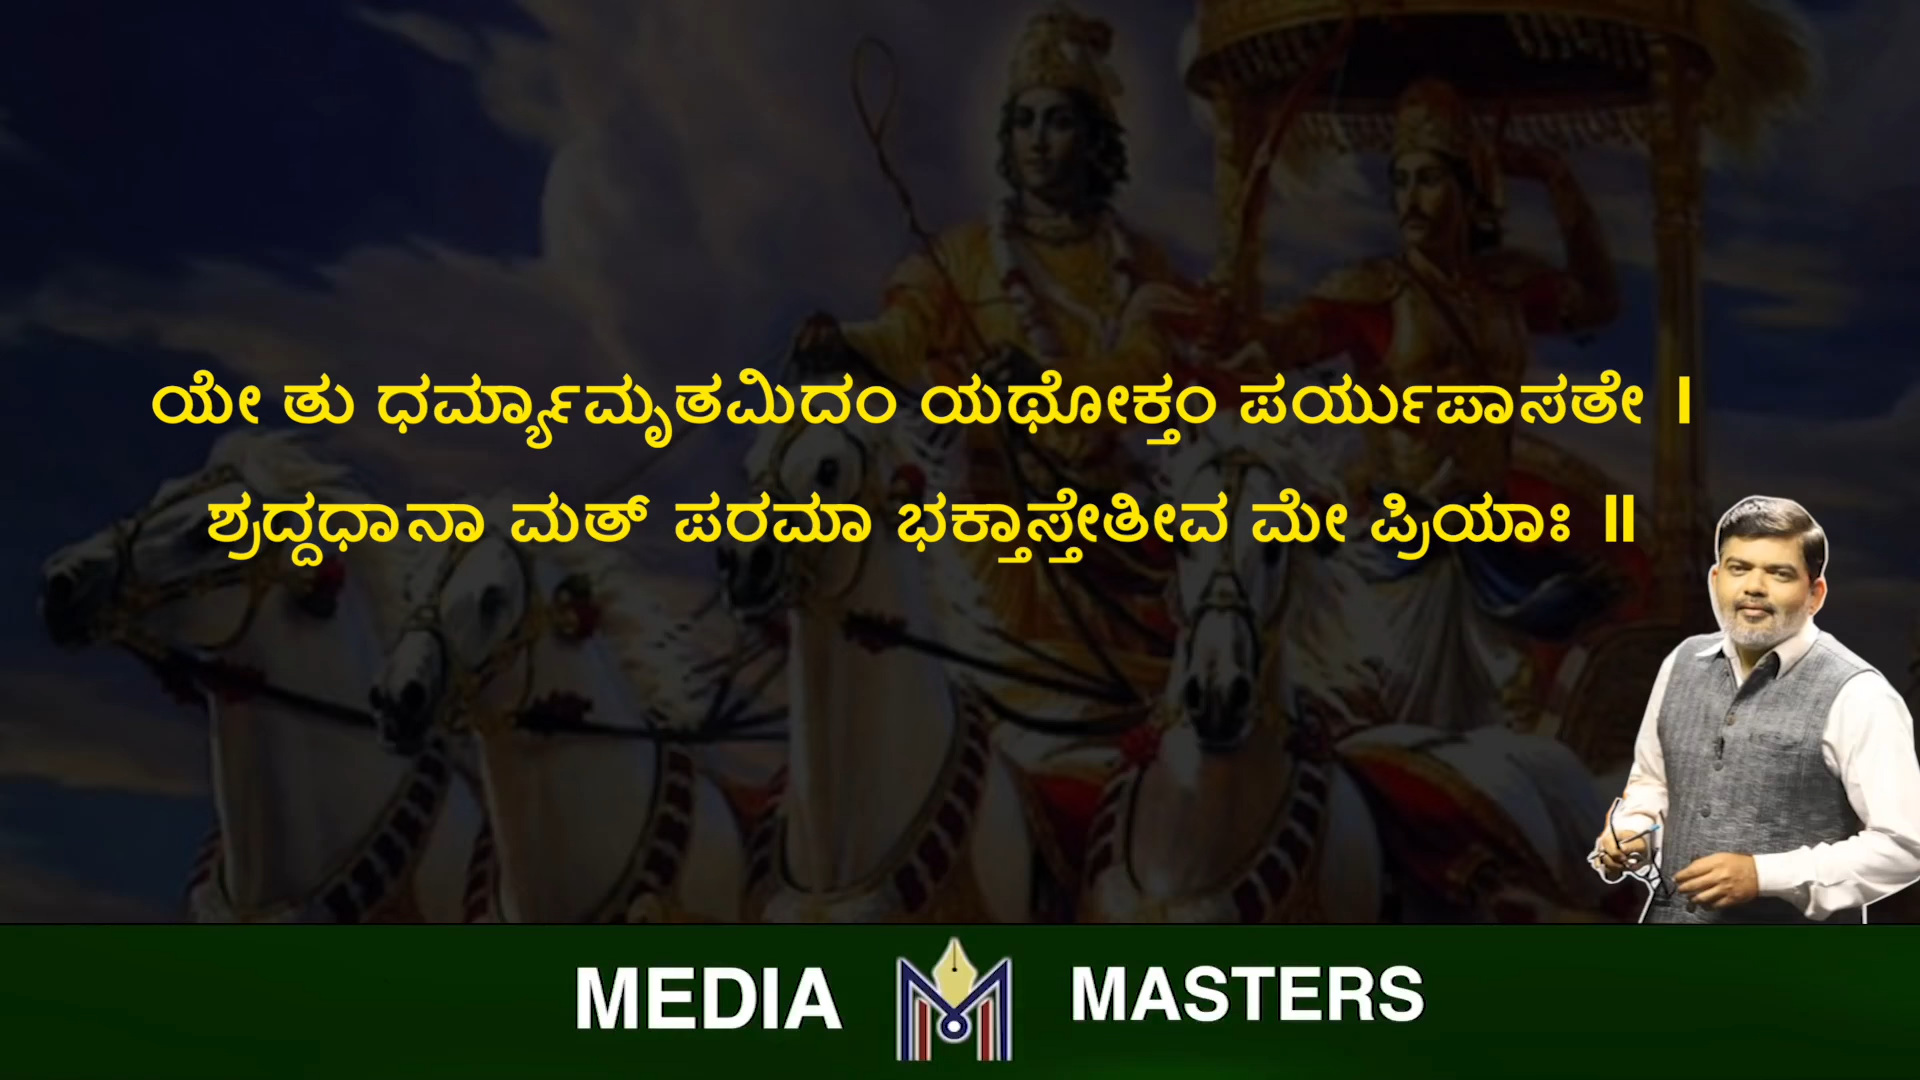 ಯೇ ತು ಧರ್ಮ್ಯಾಮೃತಮಿದಂ ಯಥೋಕ್ತಂ ಪರ್ಯುಪಾಸತೇ ।
ಶ್ರದ್ದಧಾನಾ ಮತ್ ಪರಮಾ ಭಕ್ತಾಸ್ತೇತೀವ ಮೇ ಪ್ರಿಯಾಃ ॥
MEDIA MASTERS